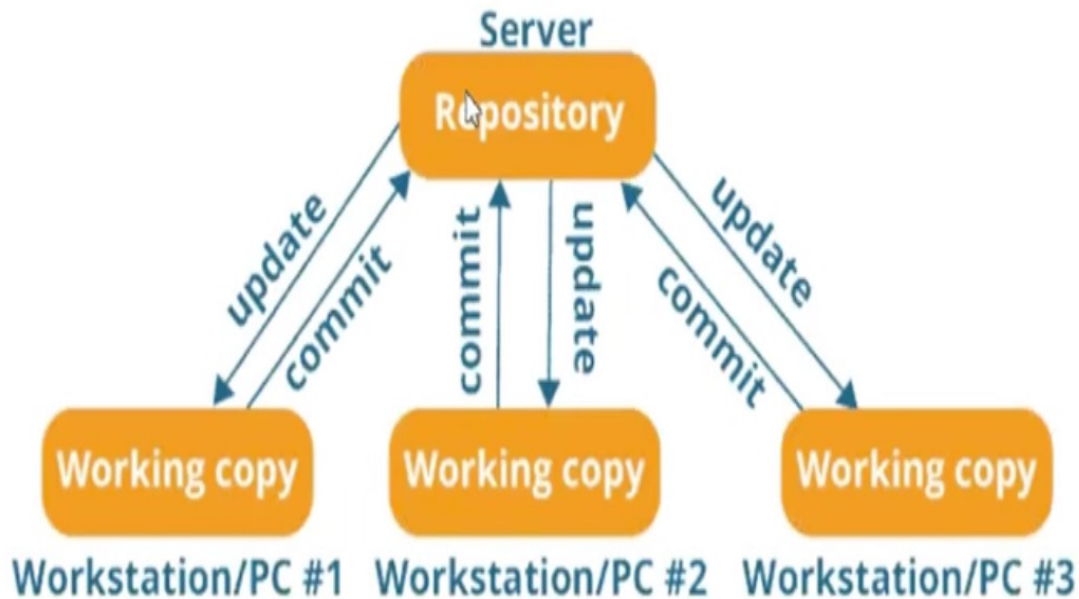 Server
Repository
update
commit
commit
update
commit
update
Working copy
Working copy
Working copy
Workstation/PC #1
Workstation/PC #2
Workstation/PC #3